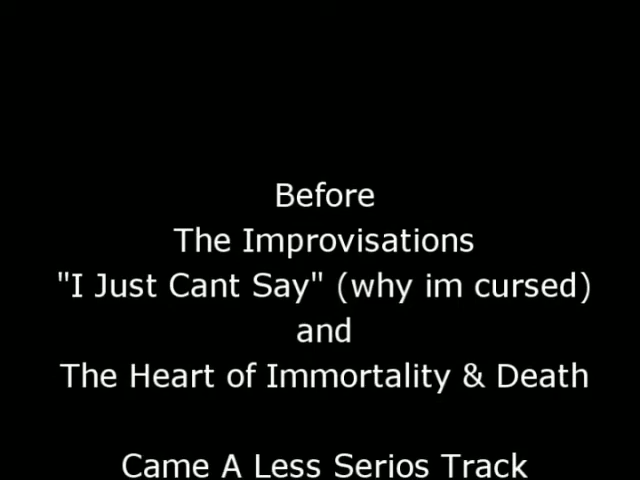 Before
The Improvisations
"I Just Cant Say" (why im cursed)
and
The Heart of Immortality & Death
Came A Less Serios Track